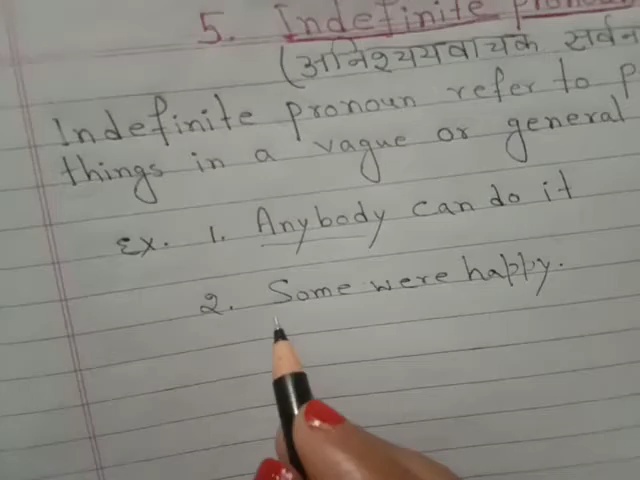 5. Indefinite Pronou
(अनिश्चयवाचक सर्वन
Indefinite pronoun refer to p
things in a vague or general
Ex. 1. Anybody can do it
2. Some were happy.